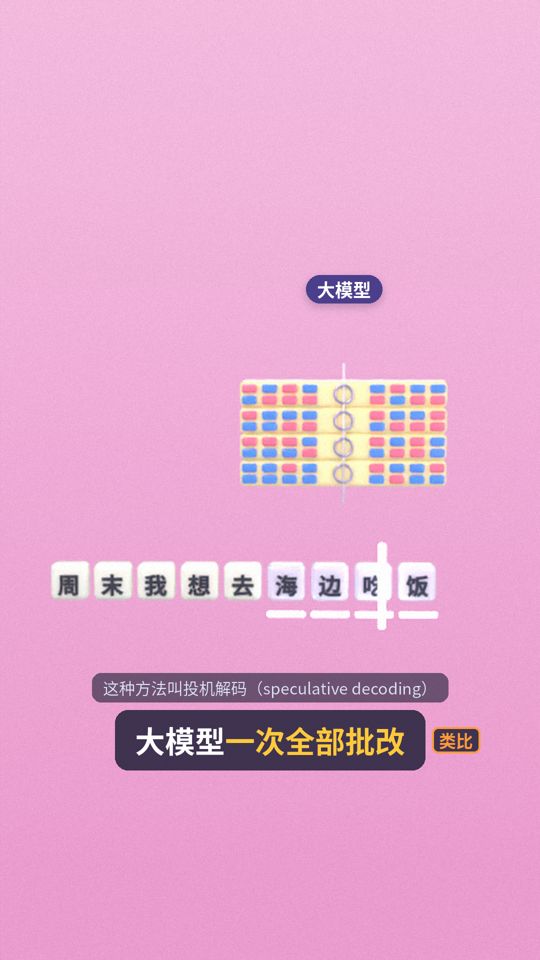 大模型
周末我想去海边吃饭
这种方法叫投机解码（speculative decoding）
大模型一次全部批改
类比